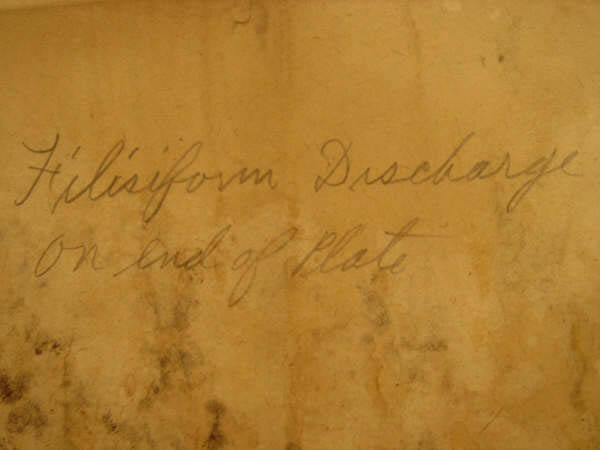 Filisiform Discharge
on end of Plate